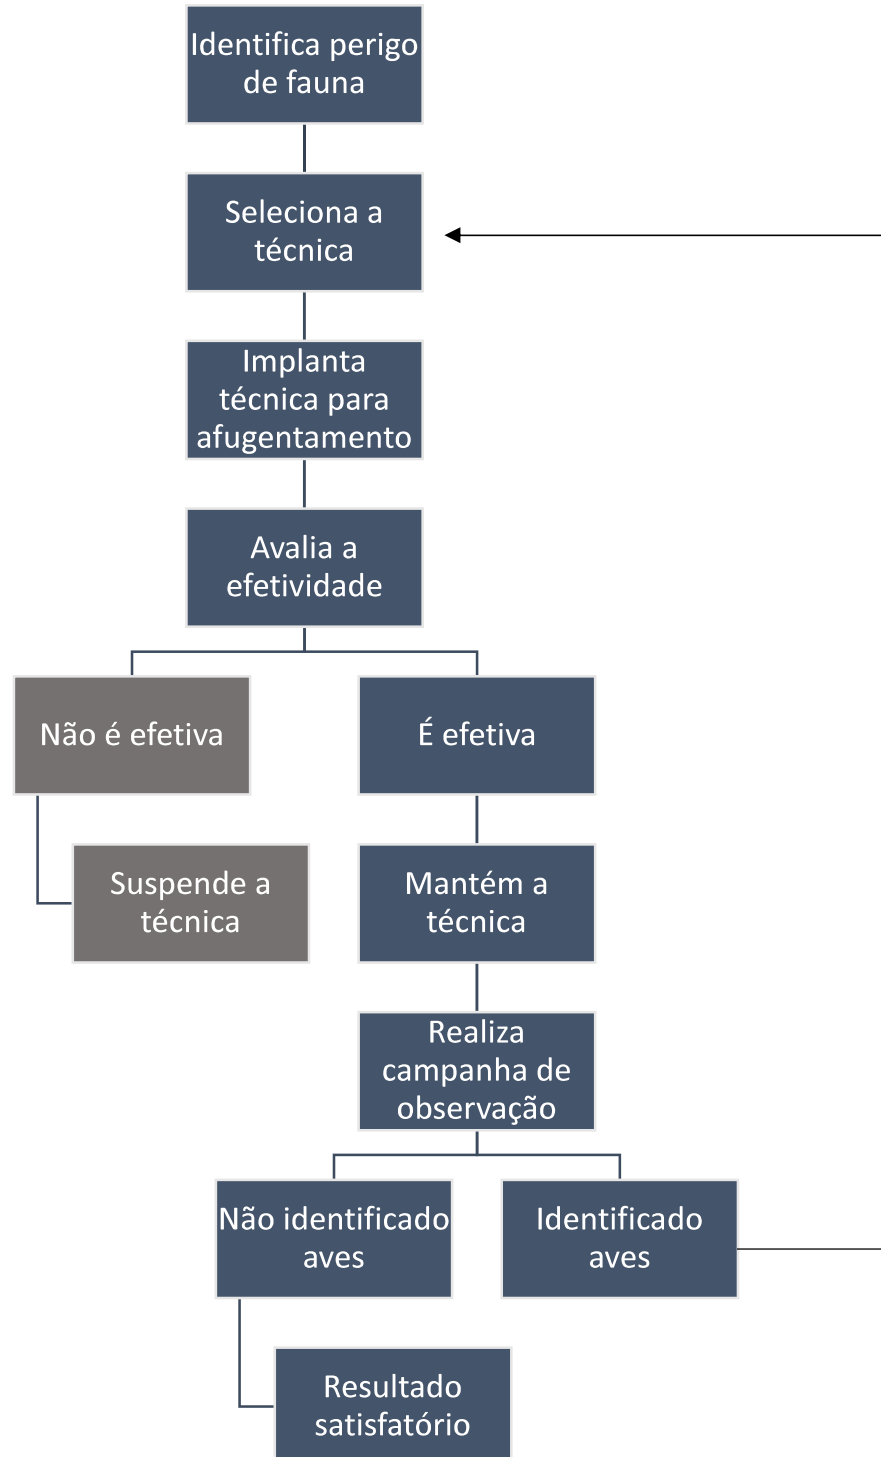 Identifica perigo
de fauna
Seleciona a
técnica
Implanta
técnica para
afugentamento
Avalia a
efetividade
Não é efetiva
É efetiva
Suspende a
técnica
Mantém a
técnica
Realiza
campanha de
observação
Não identificado
aves
Identificado
aves
Resultado
satisfatório